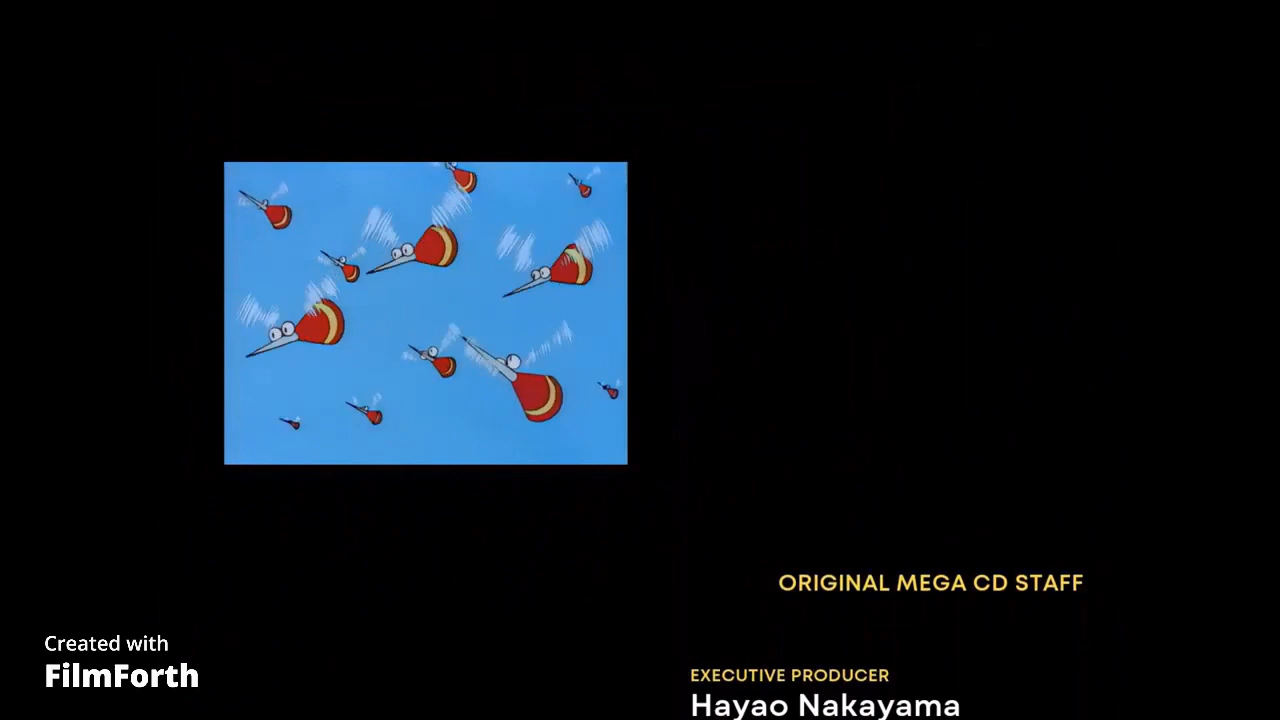 ORIGINAL MEGA CD STAFF
Created with
FilmForth
EXECUTIVE PRODUCER
Hayao Nakayama